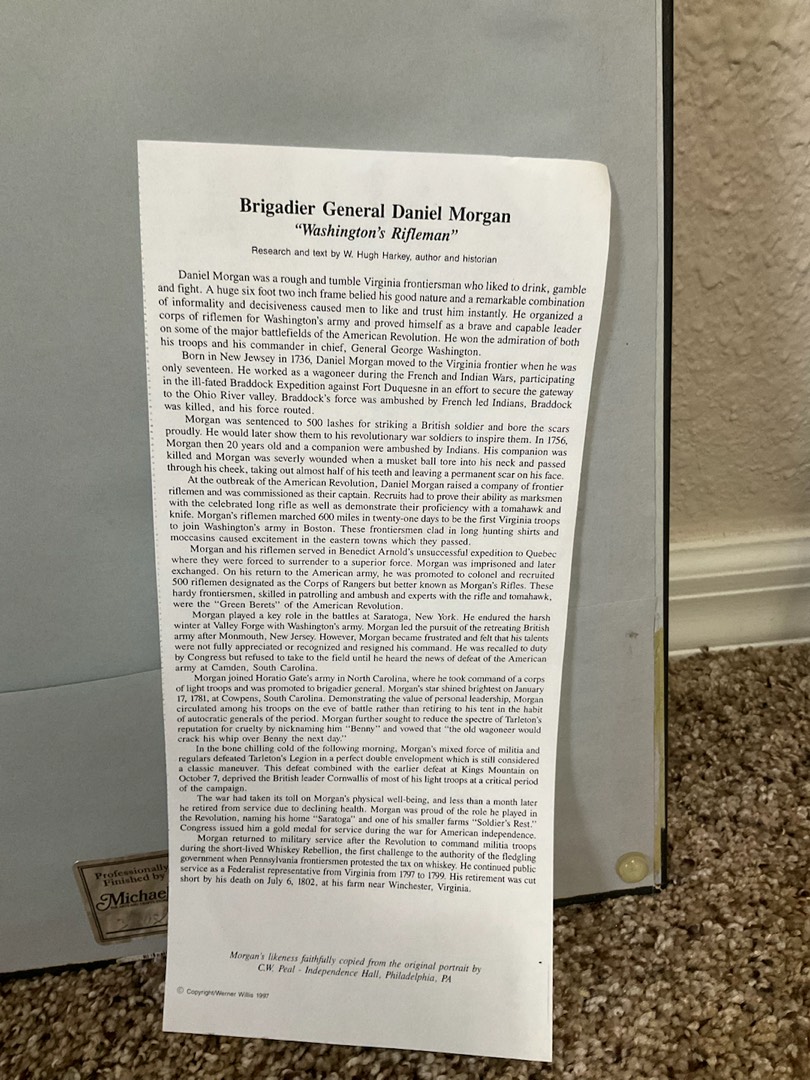 Brigadier General Daniel Morgan
"Washington's Rifleman"
Research and text by W. Hugh Harkey, author and historian
Daniel Morgan was a rough and tumble Virginia frontiersman who liked to drink, gamble
and fight. A huge six foot two inch frame belied his good nature and a remarkable combination
of informality and decisiveness caused men to like and trust him instantly. He organized a
corps of riflemen for Washington's army and proved himself as a brave and capable leader
on some of the major battlefields of the American Revolution. He won the admiration of both
his troops and his commander in chief, General George Washington.
Born in New Jewsey in 1736, Daniel Morgan moved to the Virginia frontier when he was
only seventeen. He worked as a wagoneer during the French and Indian Wars, participating
in the ill-fated Braddock Expedition against Fort Duquesne in an effort to secure the gateway
to the Ohio River valley. Braddock's force was ambushed by French led Indians, Braddock
was killed, and his force routed.
Morgan was sentenced to 500 lashes for striking a British soldier and bore the scars
proudly. He would later show them to his revolutionary war soldiers to inspire them. In 1756,
Morgan then 20 years old and a companion were ambushed by Indians. His companion was
killed and Morgan was severly wounded when a musket ball tore into his neck and passed
through his cheek, taking out almost half of his teeth and leaving a permanent scar on his face.
At the outbreak of the American Revolution, Daniel Morgan raised a company of frontier
riflemen and was commissioned as their captain. Recruits had to prove their ability as marksmen
with the celebrated long rifle as well as demonstrate their proficiency with a tomahawk and
knife. Morgan's riflemen marched 600 miles in twenty-one days to be the first Virginia troops
to join Washington's army in Boston. These frontiersmen clad in long hunting shirts and
moccasins caused excitement in the eastern towns which they passed.
Morgan and his riflemen served in Benedict Arnold's unsuccessful expedition to Quebec
where they were forced to surrender to a superior force. Morgan was imprisoned and later
exchanged. On his return to the American army, he was promoted to colonel and recruited
500 riflemen designated as the Corps of Rangers but better known as Morgan's Rifles. These
hardy frontiersmen, skilled in patrolling and ambush and experts with the rifle and tomahawk,
were the "Green Berets" of the American Revolution.
Morgan played a key role in the battles at Saratoga, New York. He endured the harsh
winter at Valley Forge with Washington's army. Morgan led the pursuit of the retreating British
army after Monmouth, New Jersey. However, Morgan became frustrated and felt that his talents
were not fully appreciated or recognized and resigned his command. He was recalled to duty
by Congress but refused to take to the field until he heard the news of defeat of the American
army at Camden, South Carolina.
Morgan joined Horatio Gate's army in North Carolina, where he took command of a corps
of light troops and was promoted to brigadier general. Morgan's star shined brightest on January
17, 1781, at Cowpens, South Carolina. Demonstrating the value of personal leadership, Morgan
circulated among his troops on the eve of battle rather than retiring to his tent in the habit
of autocratic generals of the period. Morgan further sought to reduce the spectre of Tarleton's
reputation for cruelty by nicknaming him "Benny" and vowed that "the old wagoneer would
crack his whip over Benny the next day."
In the bone chilling cold of the following morning, Morgan's mixed force of militia and
regulars defeated Tarleton's Legion in a perfect double envelopment which is still considered
a classic maneuver. This defeat combined with the earlier defeat at Kings Mountain on
October 7, deprived the British leader Cornwallis of most of his light troops at a critical period
of the campaign.
The war had taken its toll on Morgan's physical well-being, and less than a month later
he retired from service due to declining health. Morgan was proud of the role he played in
the Revolution, naming his home "Saratoga" and one of his smaller farms "Soldier's Rest."
Congress issued him a gold medal for service during the war for American independence.
Morgan returned to military service after the Revolution to command militia troops
during the short-lived Whiskey Rebellion, the first challenge to the authority of the fledgling
government when Pennsylvania frontiersmen protested the tax on whiskey. He continued public
service as a Federalist representative from Virginia from 1797 to 1799. His retirement was cut
short by his death on July 6, 1802, at his farm near Winchester, Virginia.
Morgan's likeness faithfully copied from the original portrait by
C.W. Peal - Independence Hall, Philadelphia, PA
© Copyright/Werner Willis 1997
Professionally
Finished by
Michae